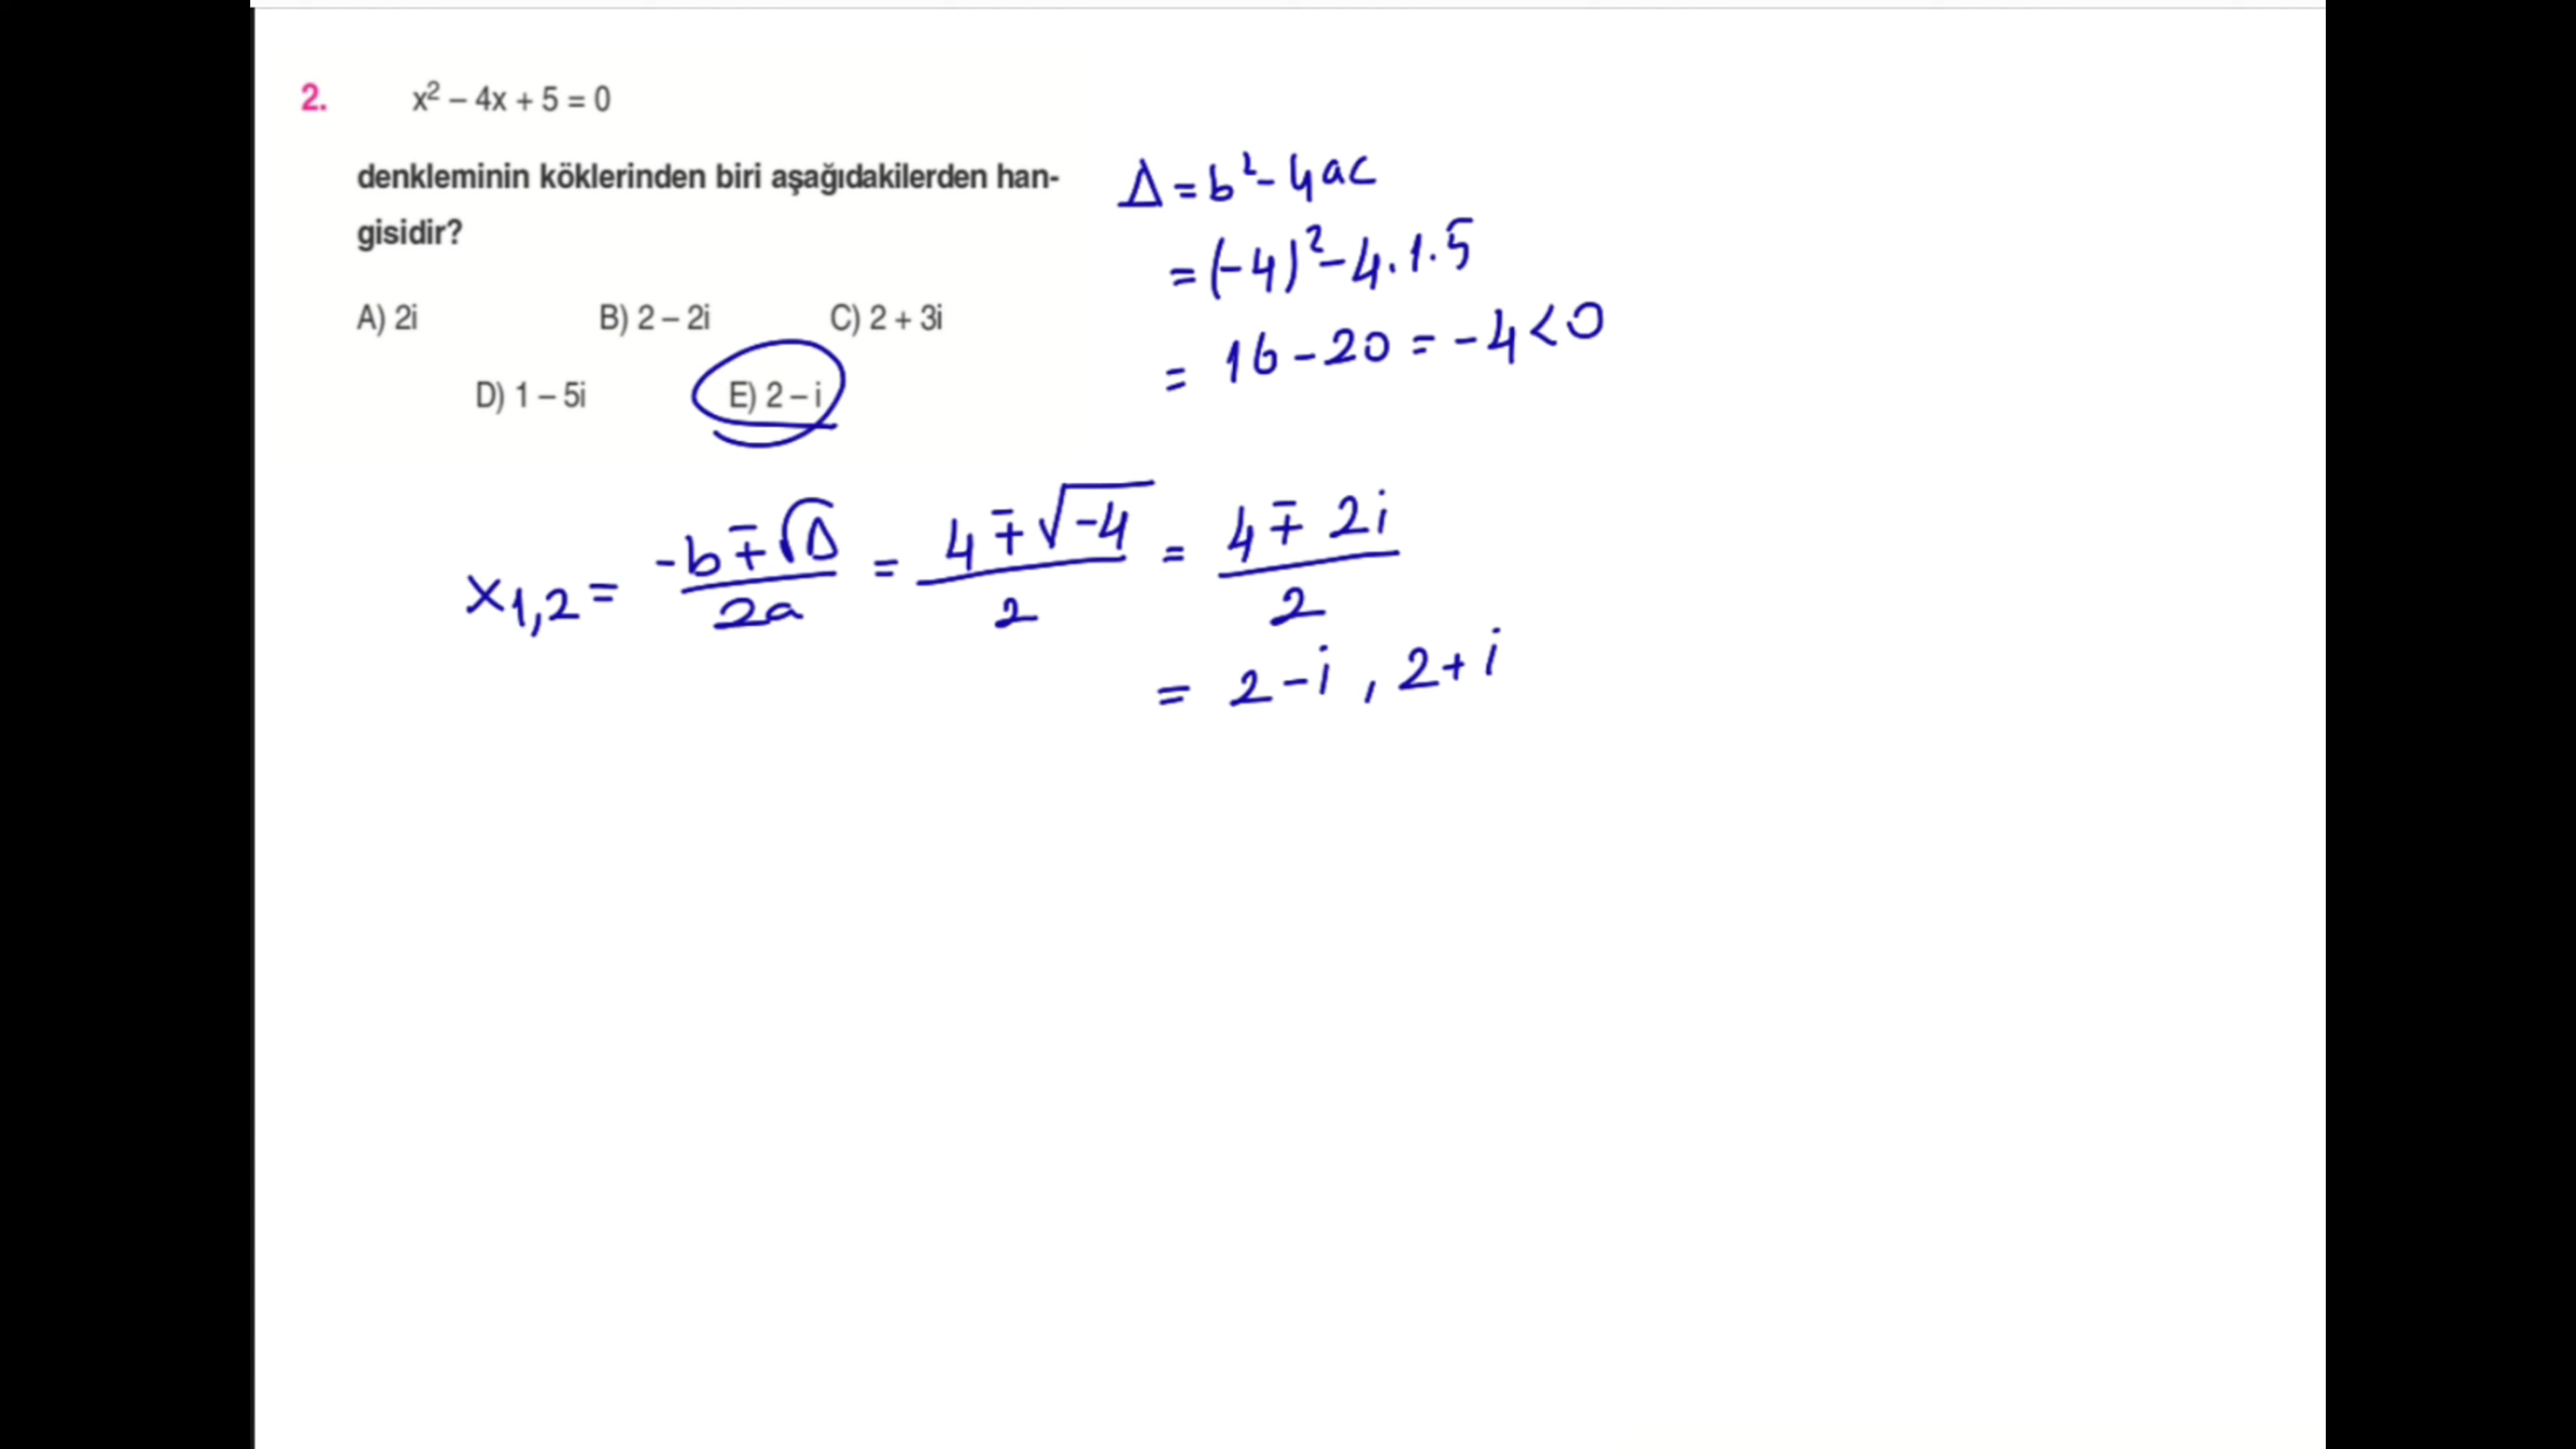 2. x² – 4x + 5 = 0
denkleminin köklerinden biri aşağıdakilerden han-
gisidir?
A) 2i B) 2 – 2i C) 2 + 3i
D) 1 – 5i E) 2 – i
Δ = b² - 4ac
= (-4)² - 4.1.5
= 16 - 20 = -4 < 0
x₁,₂ = (-b ∓ √Δ)/2a = (4 ∓ √-4)/2 = (4 ∓ 2i)/2
= 2 - i , 2 + i